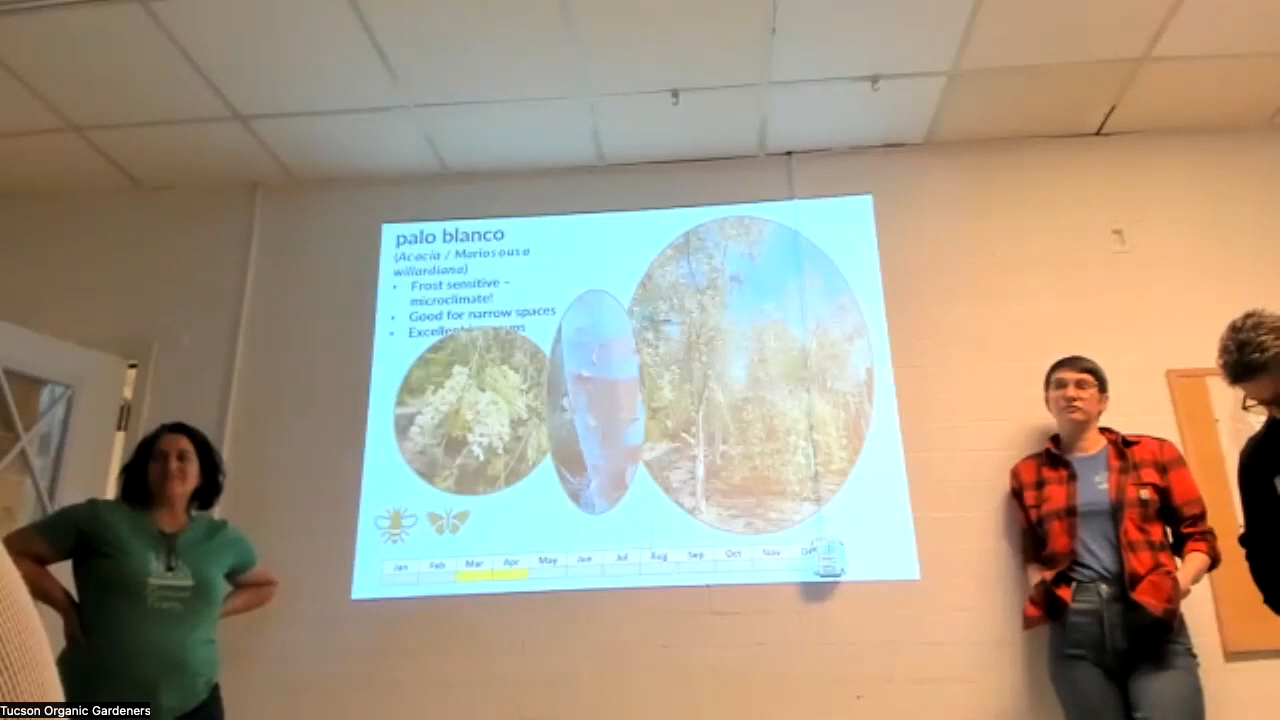 palo blanco
(Acacia / Mariosousa
willardiana)
• Frost sensitive –
microclimate!
• Good for narrow spaces
• Excellent
Jan Feb Mar Apr May Jun Jul Aug Sep Oct Nov
Tucson Organic Gardeners